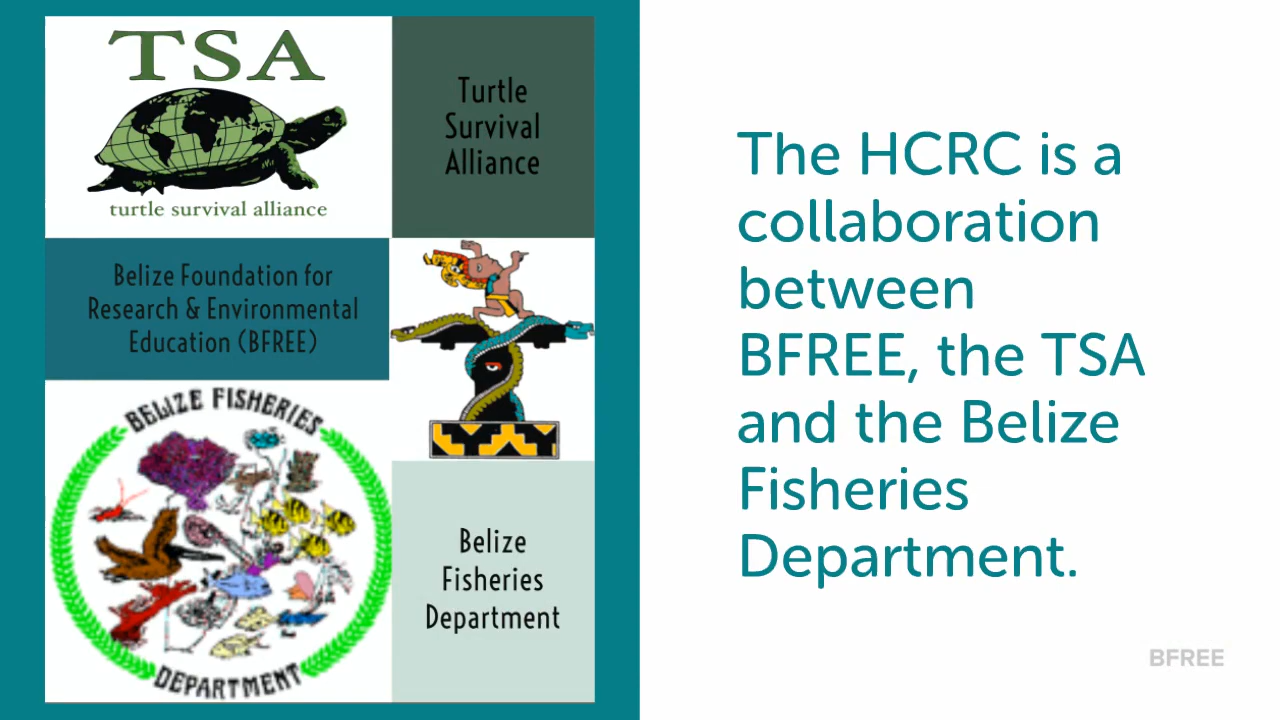 TSA
turtle survival alliance
Turtle
Survival
Alliance
Belize Foundation for
Research & Environmental
Education (BFREE)
BELIZE FISHERIES
DEPARTMENT
Belize
Fisheries
Department
The HCRC is a
collaboration
between
BFREE, the TSA
and the Belize
Fisheries
Department.
BFREE